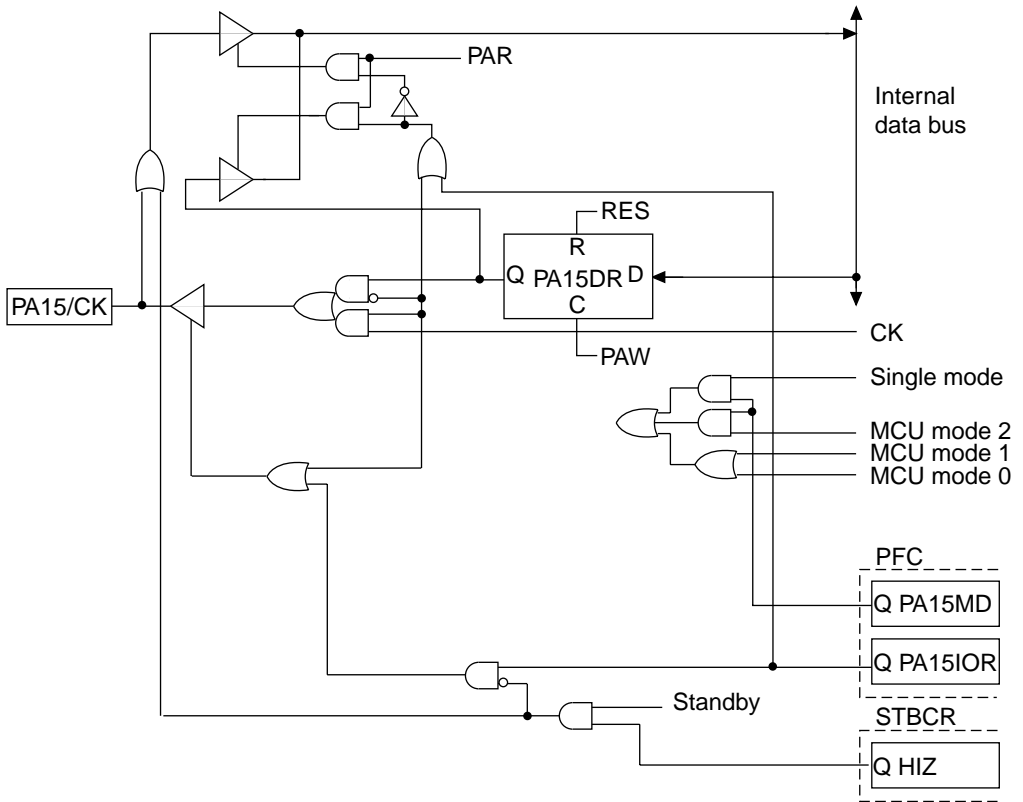 PAR
Internal
data bus
RES
R
Q PA15DR D
C
PA15/CK
PAW
CK
Single mode
MCU mode 2
MCU mode 1
MCU mode 0
PFC
Q PA15MD
Q PA15IOR
Standby
STBCR
Q HIZ